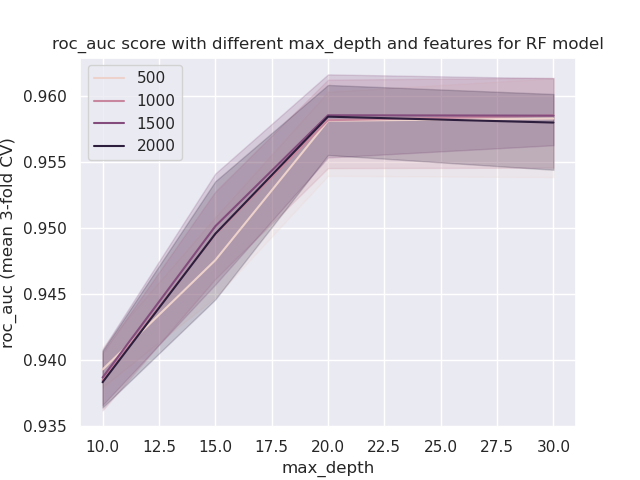 roc_auc score with different max_depth and features for RF model
500
1000
1500
2000
0.960
0.955
0.950
0.945
0.940
0.935
roc_auc (mean 3-fold CV)
10.0 12.5 15.0 17.5 20.0 22.5 25.0 27.5 30.0
max_depth